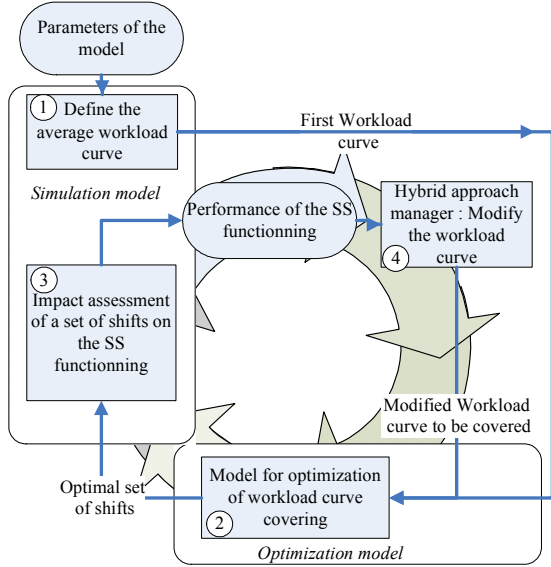 Parameters of the
model
1
Define the
average workload
curve
First Workload
curve
Simulation model
Performance of the SS
functionning
Hybrid approach
manager : Modify
the workload
curve
4
3
Impact assessment
of a set of shifts on
the SS
functionning
Modified Workload
curve to be covered
Optimal set
of shifts
Model for optimization
of workload curve
covering
2
Optimization model